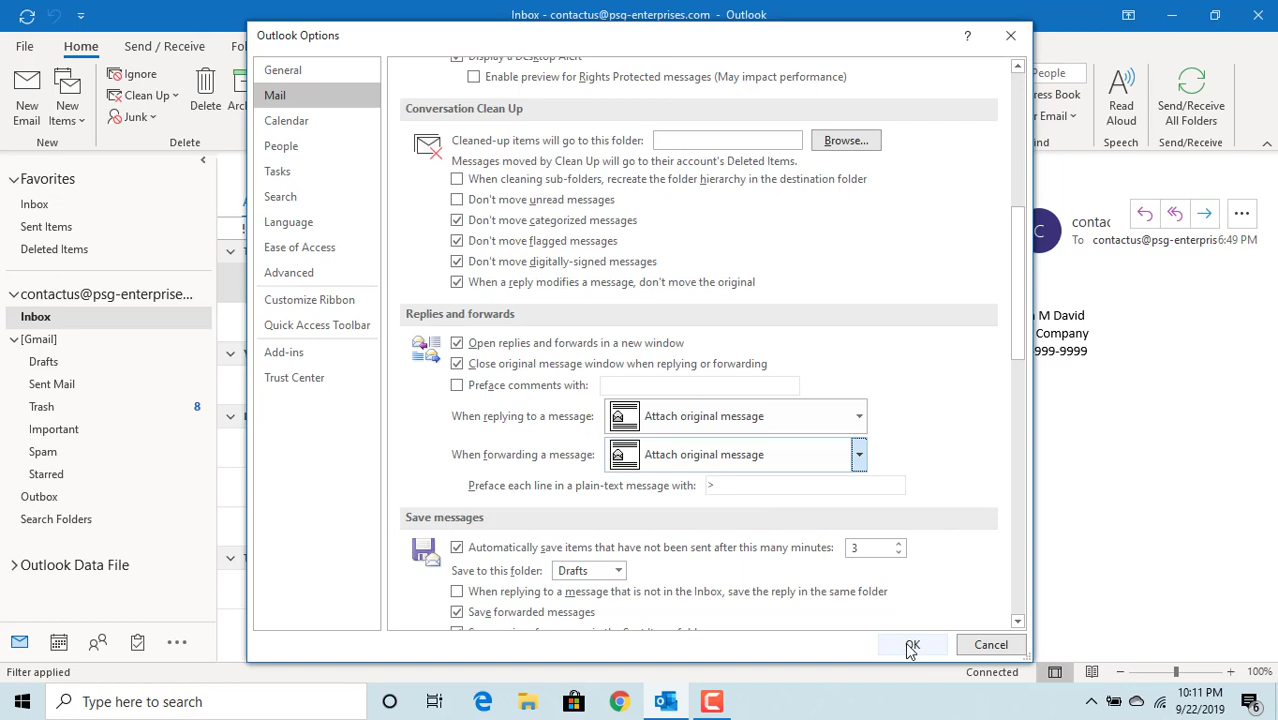 Inbox - contactus@psg-enterprises.com - Outlook
File
Home
Send / Receive
Fo
New Email
New Items
Ignore
Clean Up
Junk
Delete
Arc
New
Delete
People
ress Book
r Email
Read Aloud
Speech
Send/Receive All Folders
Send/Receive
Favorites
Inbox
Sent Items
Deleted Items
contactus@psg-enterprise...
Inbox
[Gmail]
Drafts
Sent Mail
Trash 8
Important
Spam
Starred
Outbox
Search Folders
Outlook Data File
Outlook Options
?
General
Mail
Calendar
People
Tasks
Search
Language
Ease of Access
Advanced
Customize Ribbon
Quick Access Toolbar
Add-ins
Trust Center
Display a Desktop Alert
Enable preview for Rights Protected messages (May impact performance)
Conversation Clean Up
Cleaned-up items will go to this folder: Browse...
Messages moved by Clean Up will go to their account's Deleted Items.
When cleaning sub-folders, recreate the folder hierarchy in the destination folder
Don't move unread messages
Don't move categorized messages
Don't move flagged messages
Don't move digitally-signed messages
When a reply modifies a message, don't move the original
Replies and forwards
Open replies and forwards in a new window
Close original message window when replying or forwarding
Preface comments with:
When replying to a message: Attach original message
When forwarding a message: Attach original message
Preface each line in a plain-text message with: >
Save messages
Automatically save items that have not been sent after this many minutes: 3
Save to this folder: Drafts
When replying to a message that is not in the Inbox, save the reply in the same folder
Save forwarded messages
OK
Cancel
C
contac
To contactus@psg-enterpris 6:49 PM
M David
Company
999-9999
Filter applied
Connected
100%
Type here to search
10:11 PM
9/22/2019
6